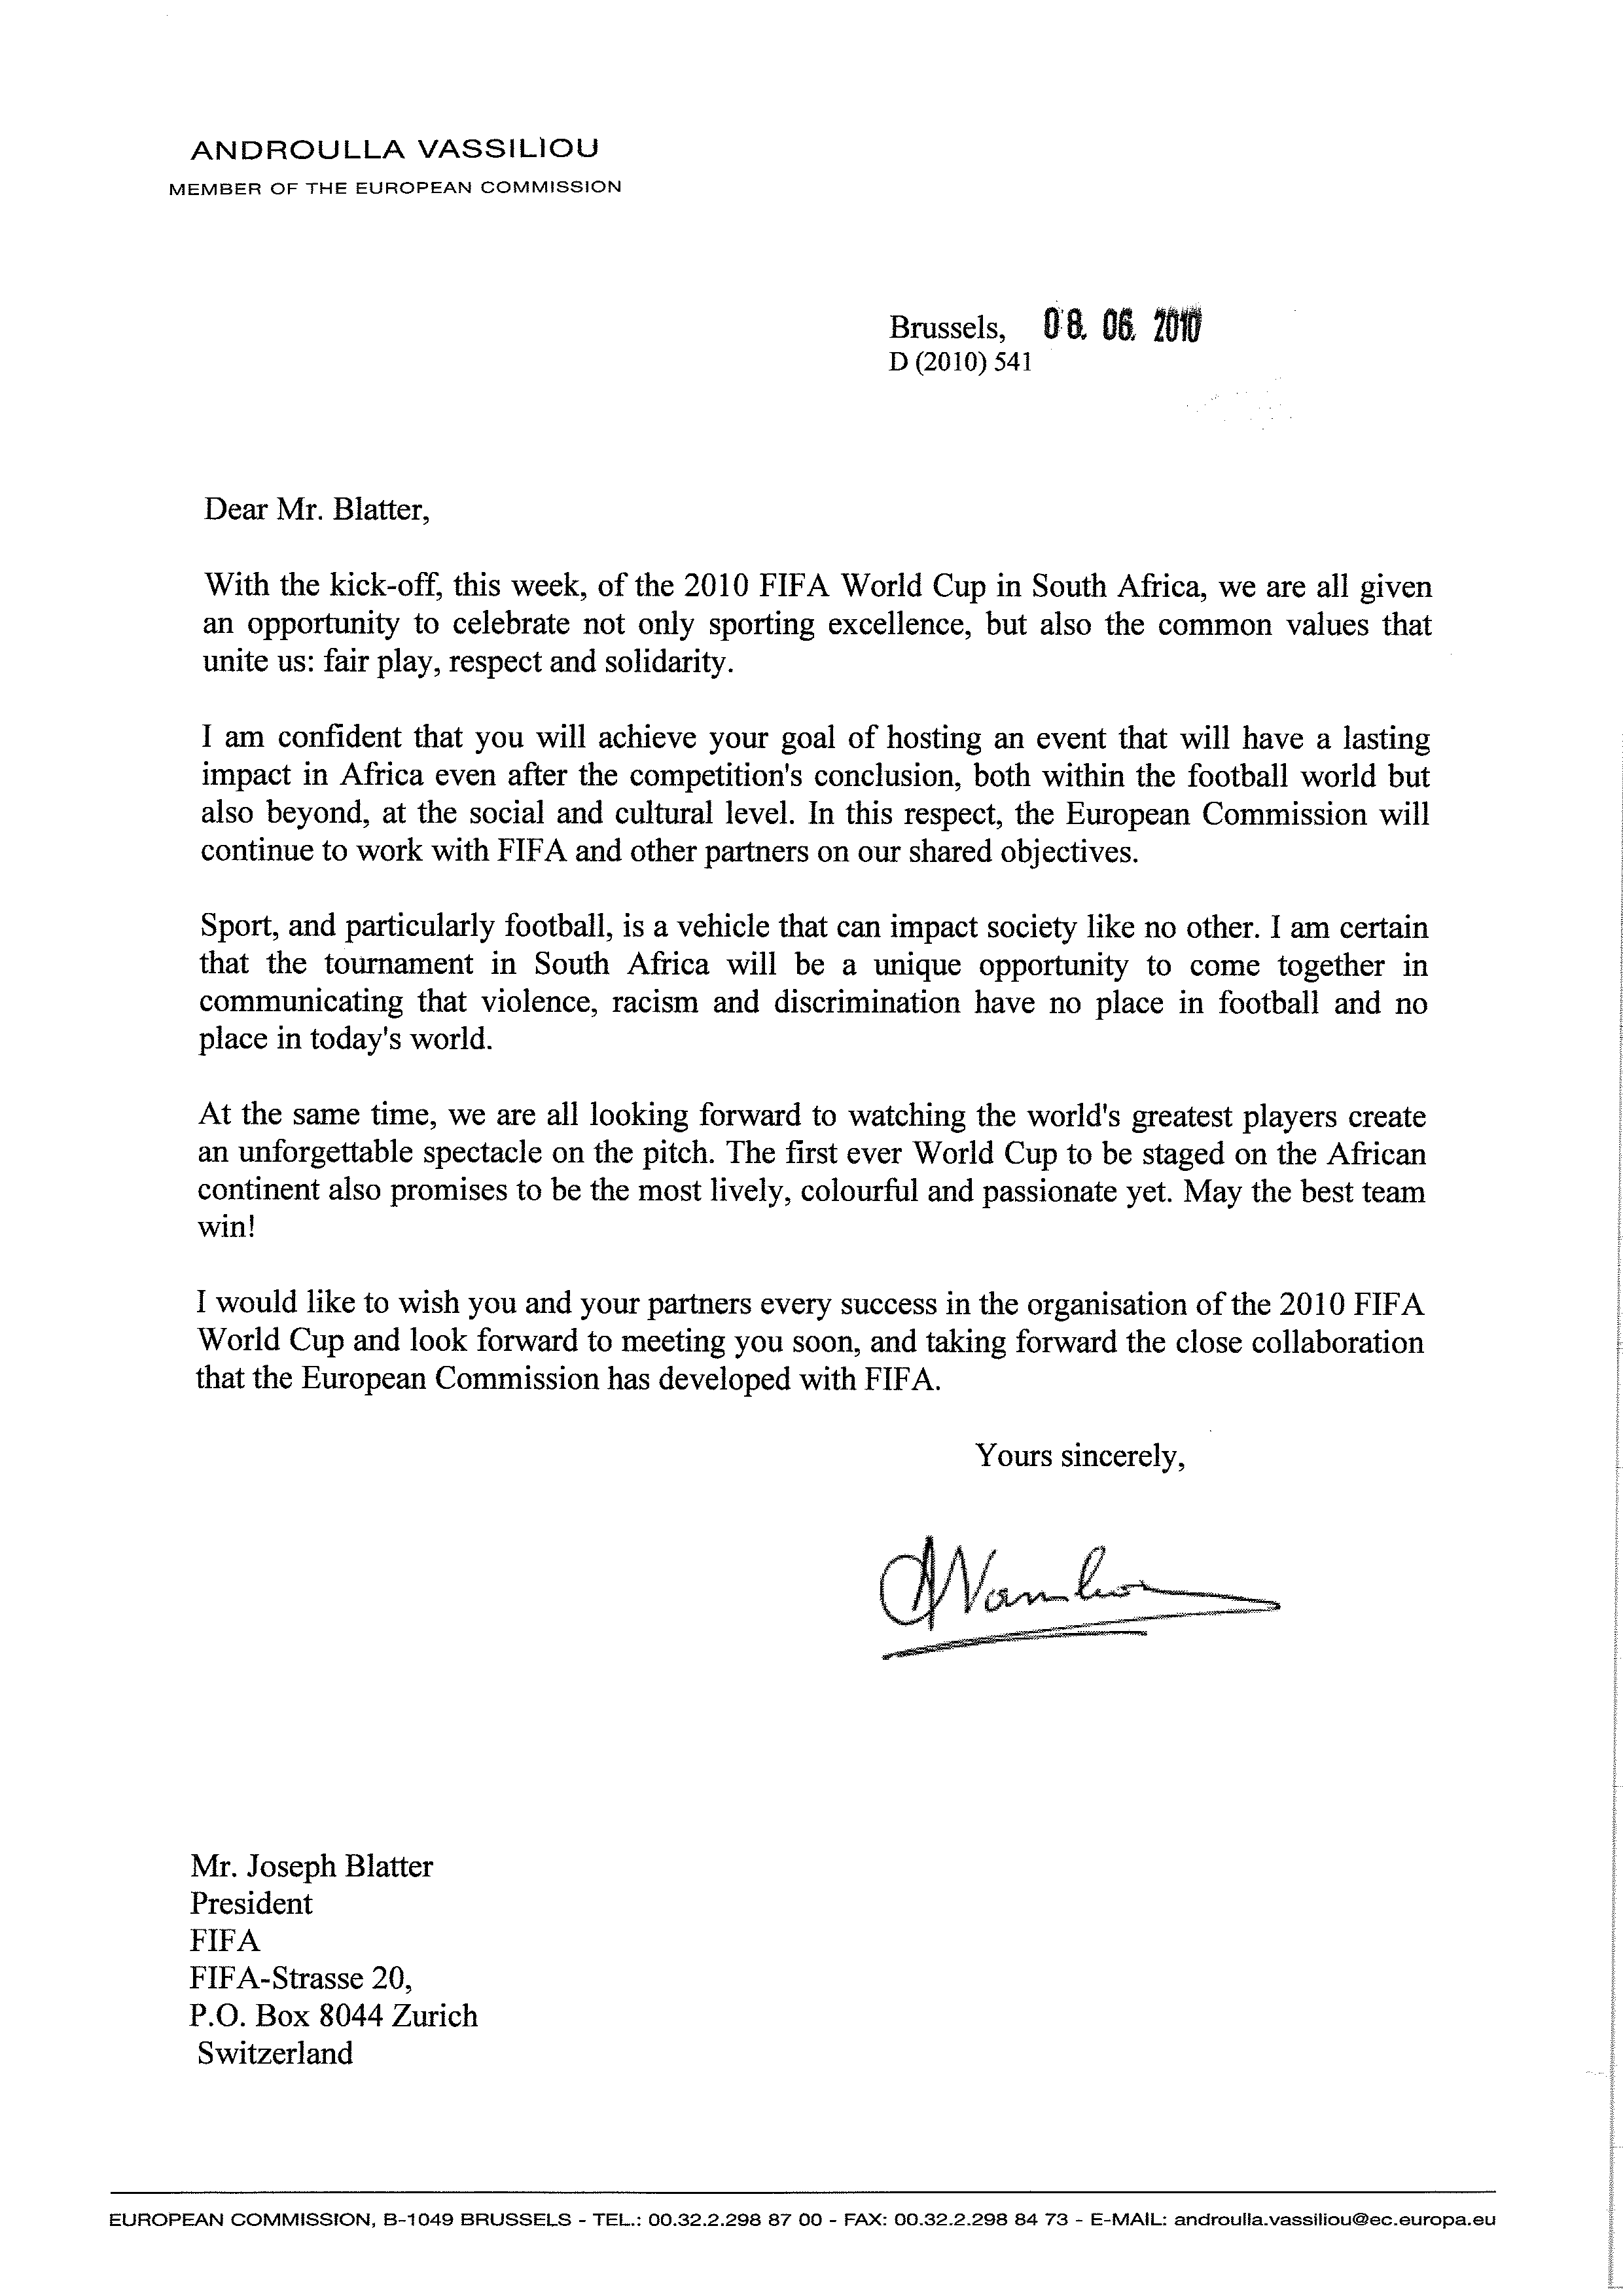 ANDROULLA VASSILIOU
MEMBER OF THE EUROPEAN COMMISSION
Brussels, 08. 06. 2010
D (2010) 541
Dear Mr. Blatter,
With the kick-off, this week, of the 2010 FIFA World Cup in South Africa, we are all given
an opportunity to celebrate not only sporting excellence, but also the common values that
unite us: fair play, respect and solidarity.
I am confident that you will achieve your goal of hosting an event that will have a lasting
impact in Africa even after the competition's conclusion, both within the football world but
also beyond, at the social and cultural level. In this respect, the European Commission will
continue to work with FIFA and other partners on our shared objectives.
Sport, and particularly football, is a vehicle that can impact society like no other. I am certain
that the tournament in South Africa will be a unique opportunity to come together in
communicating that violence, racism and discrimination have no place in football and no
place in today's world.
At the same time, we are all looking forward to watching the world's greatest players create
an unforgettable spectacle on the pitch. The first ever World Cup to be staged on the African
continent also promises to be the most lively, colourful and passionate yet. May the best team
win!
I would like to wish you and your partners every success in the organisation of the 2010 FIFA
World Cup and look forward to meeting you soon, and taking forward the close collaboration
that the European Commission has developed with FIFA.
Yours sincerely,
Mr. Joseph Blatter
President
FIFA
FIFA-Strasse 20,
P.O. Box 8044 Zurich
Switzerland
EUROPEAN COMMISSION, B-1049 BRUSSELS - TEL.: 00.32.2.298 87 00 - FAX: 00.32.2.298 84 73 - E-MAIL: androulla.vassiliou@ec.europa.eu